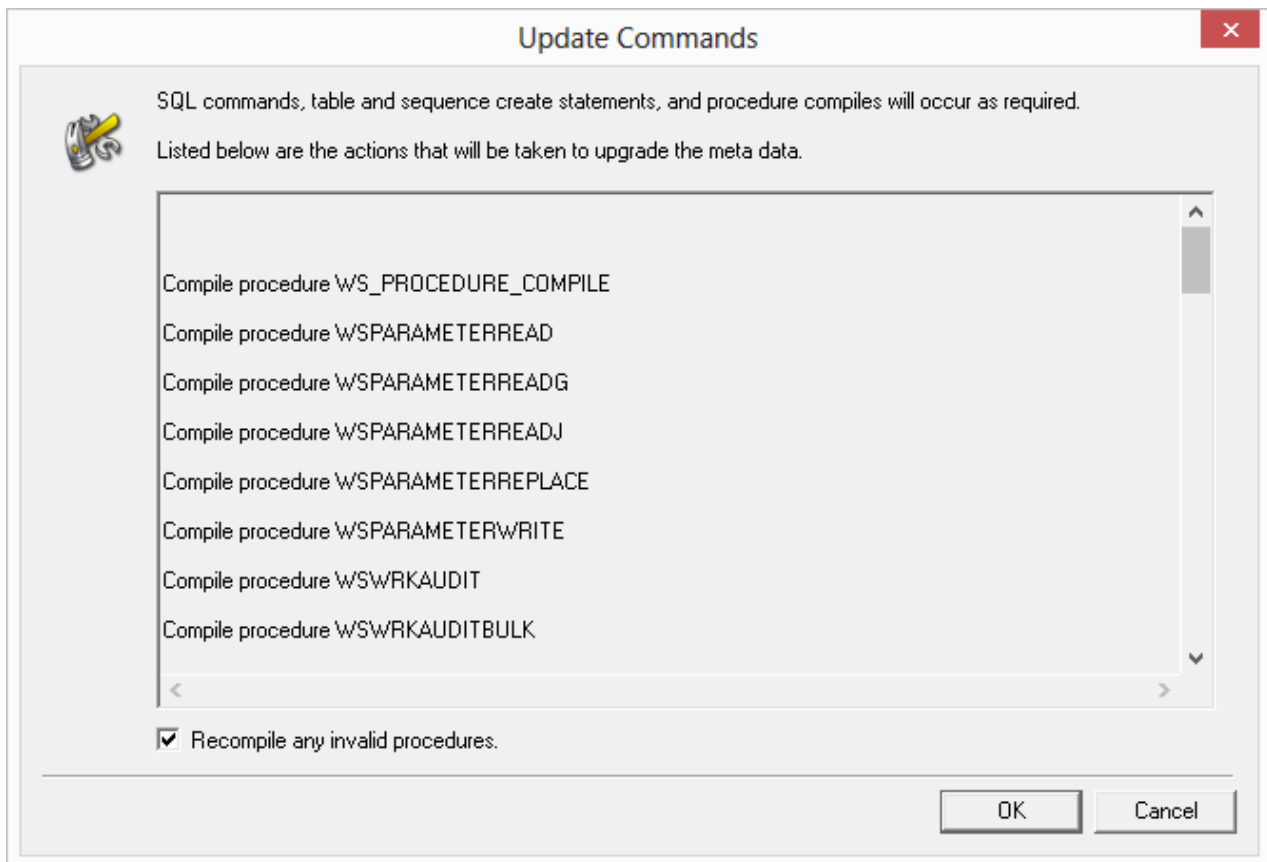 Update Commands
SQL commands, table and sequence create statements, and procedure compiles will occur as required.
Listed below are the actions that will be taken to upgrade the meta data.
Compile procedure WS_PROCEDURE_COMPILE
Compile procedure WSPARAMETERREAD
Compile procedure WSPARAMETERREADG
Compile procedure WSPARAMETERREADJ
Compile procedure WSPARAMETERREPLACE
Compile procedure WSPARAMETERWRITE
Compile procedure WSWRKAUDIT
Compile procedure WSWRKAUDITBULK
Recompile any invalid procedures.
OK Cancel